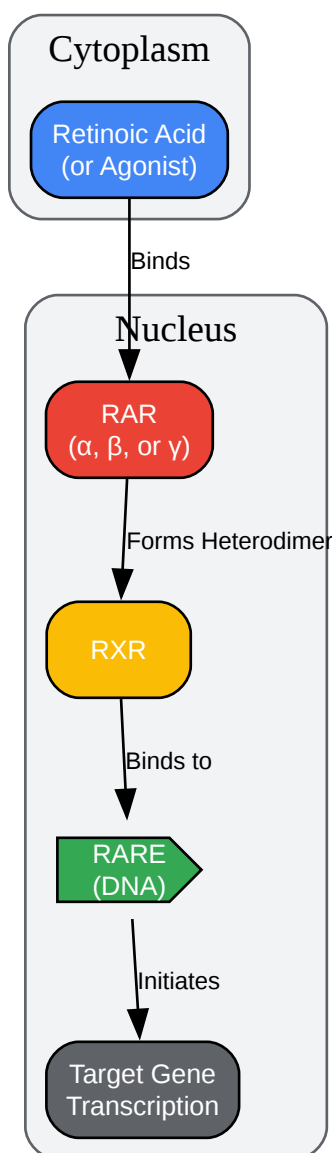 Cytoplasm
Retinoic Acid
(or Agonist)
Binds
Nucleus
RAR
(α, β, or γ)
Forms Heterodimer
RXR
Binds to
RARE
(DNA)
Initiates
Target Gene
Transcription